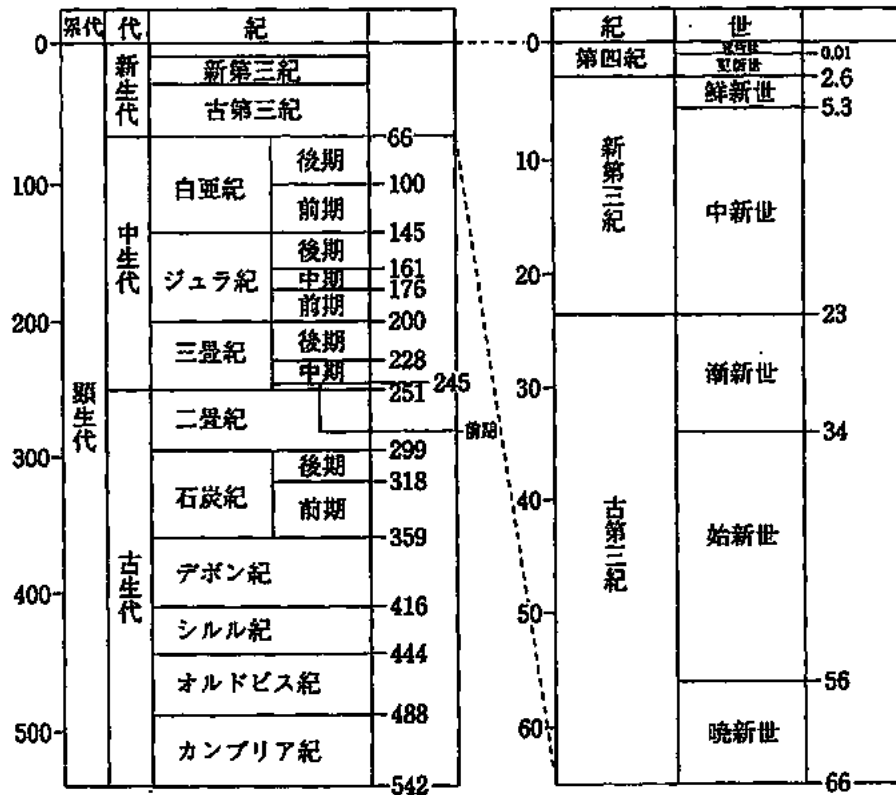 累代 代 紀
0
新生代
新第三紀
古第三紀
66
顕生代
中生代
白亜紀
後期
100
100
前期
145
ジュラ紀
後期
161
中期
176
前期
200
200
三畳紀
後期
228
中期
245
251
前期
古生代
二畳紀
299
300
石炭紀
後期
318
前期
359
デボン紀
400
416
シルル紀
444
オルドビス紀
488
500
カンブリア紀
542
紀 世
0
第四紀
0.01
更新世
2.6
新第三紀
鮮新世
5.3
10
中新世
20
23
古第三紀
漸新世
30
34
40
始新世
50
56
60
暁新世
66